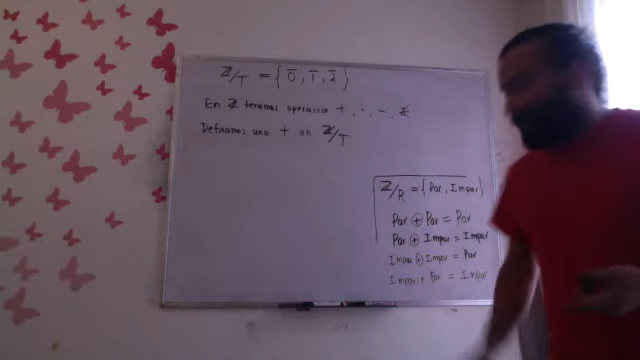 ℤ/T = { 0̅, 1̅, 2̅ }
En ℤ tenemos operación + , · , - ,
Definamos una + en ℤ/T
ℤ/R = { Par, Impar }
Par ⊕ Par = Par
Par ⊕ Impar = Impar
Impar ⊕ Impar = Par
Impar + Par = Impar